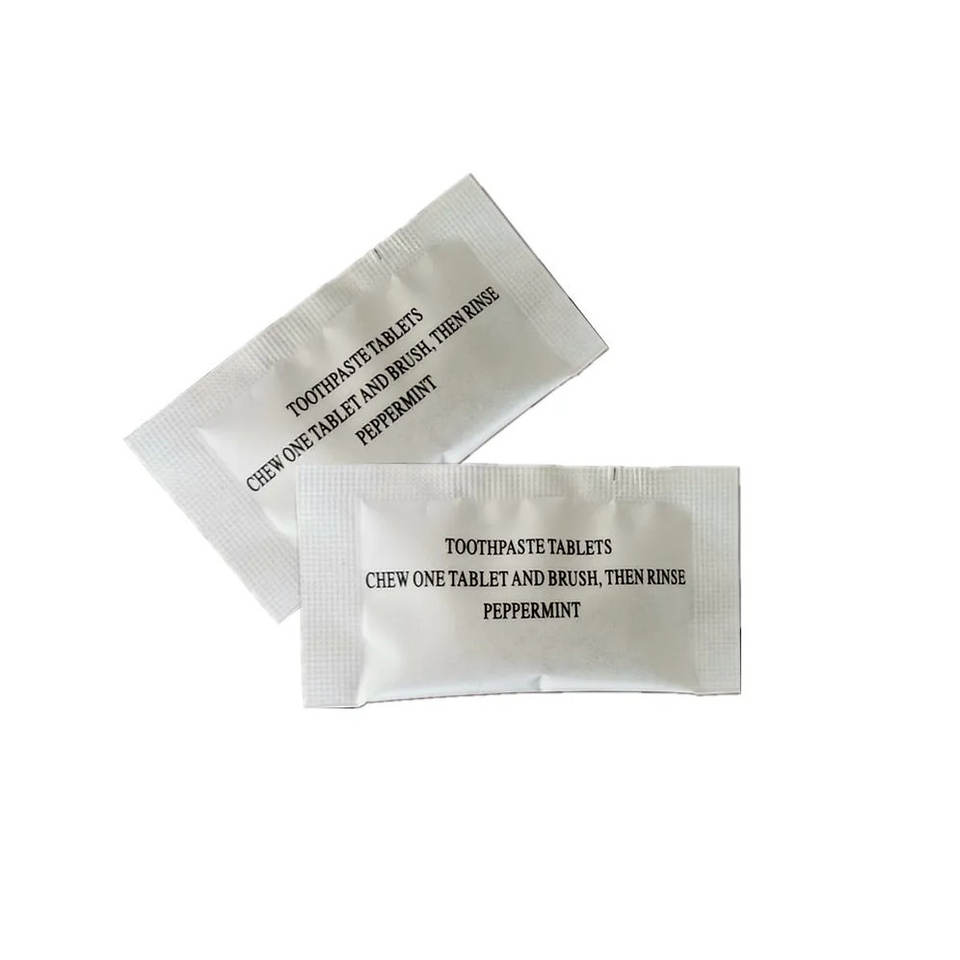 TOOTHPASTE TABLETS
CHEW ONE TABLET AND BRUSH, THEN RINSE
PEPPERMINT
TOOTHPASTE TABLETS
CHEW ONE TABLET AND BRUSH, THEN RINSE
PEPPERMINT